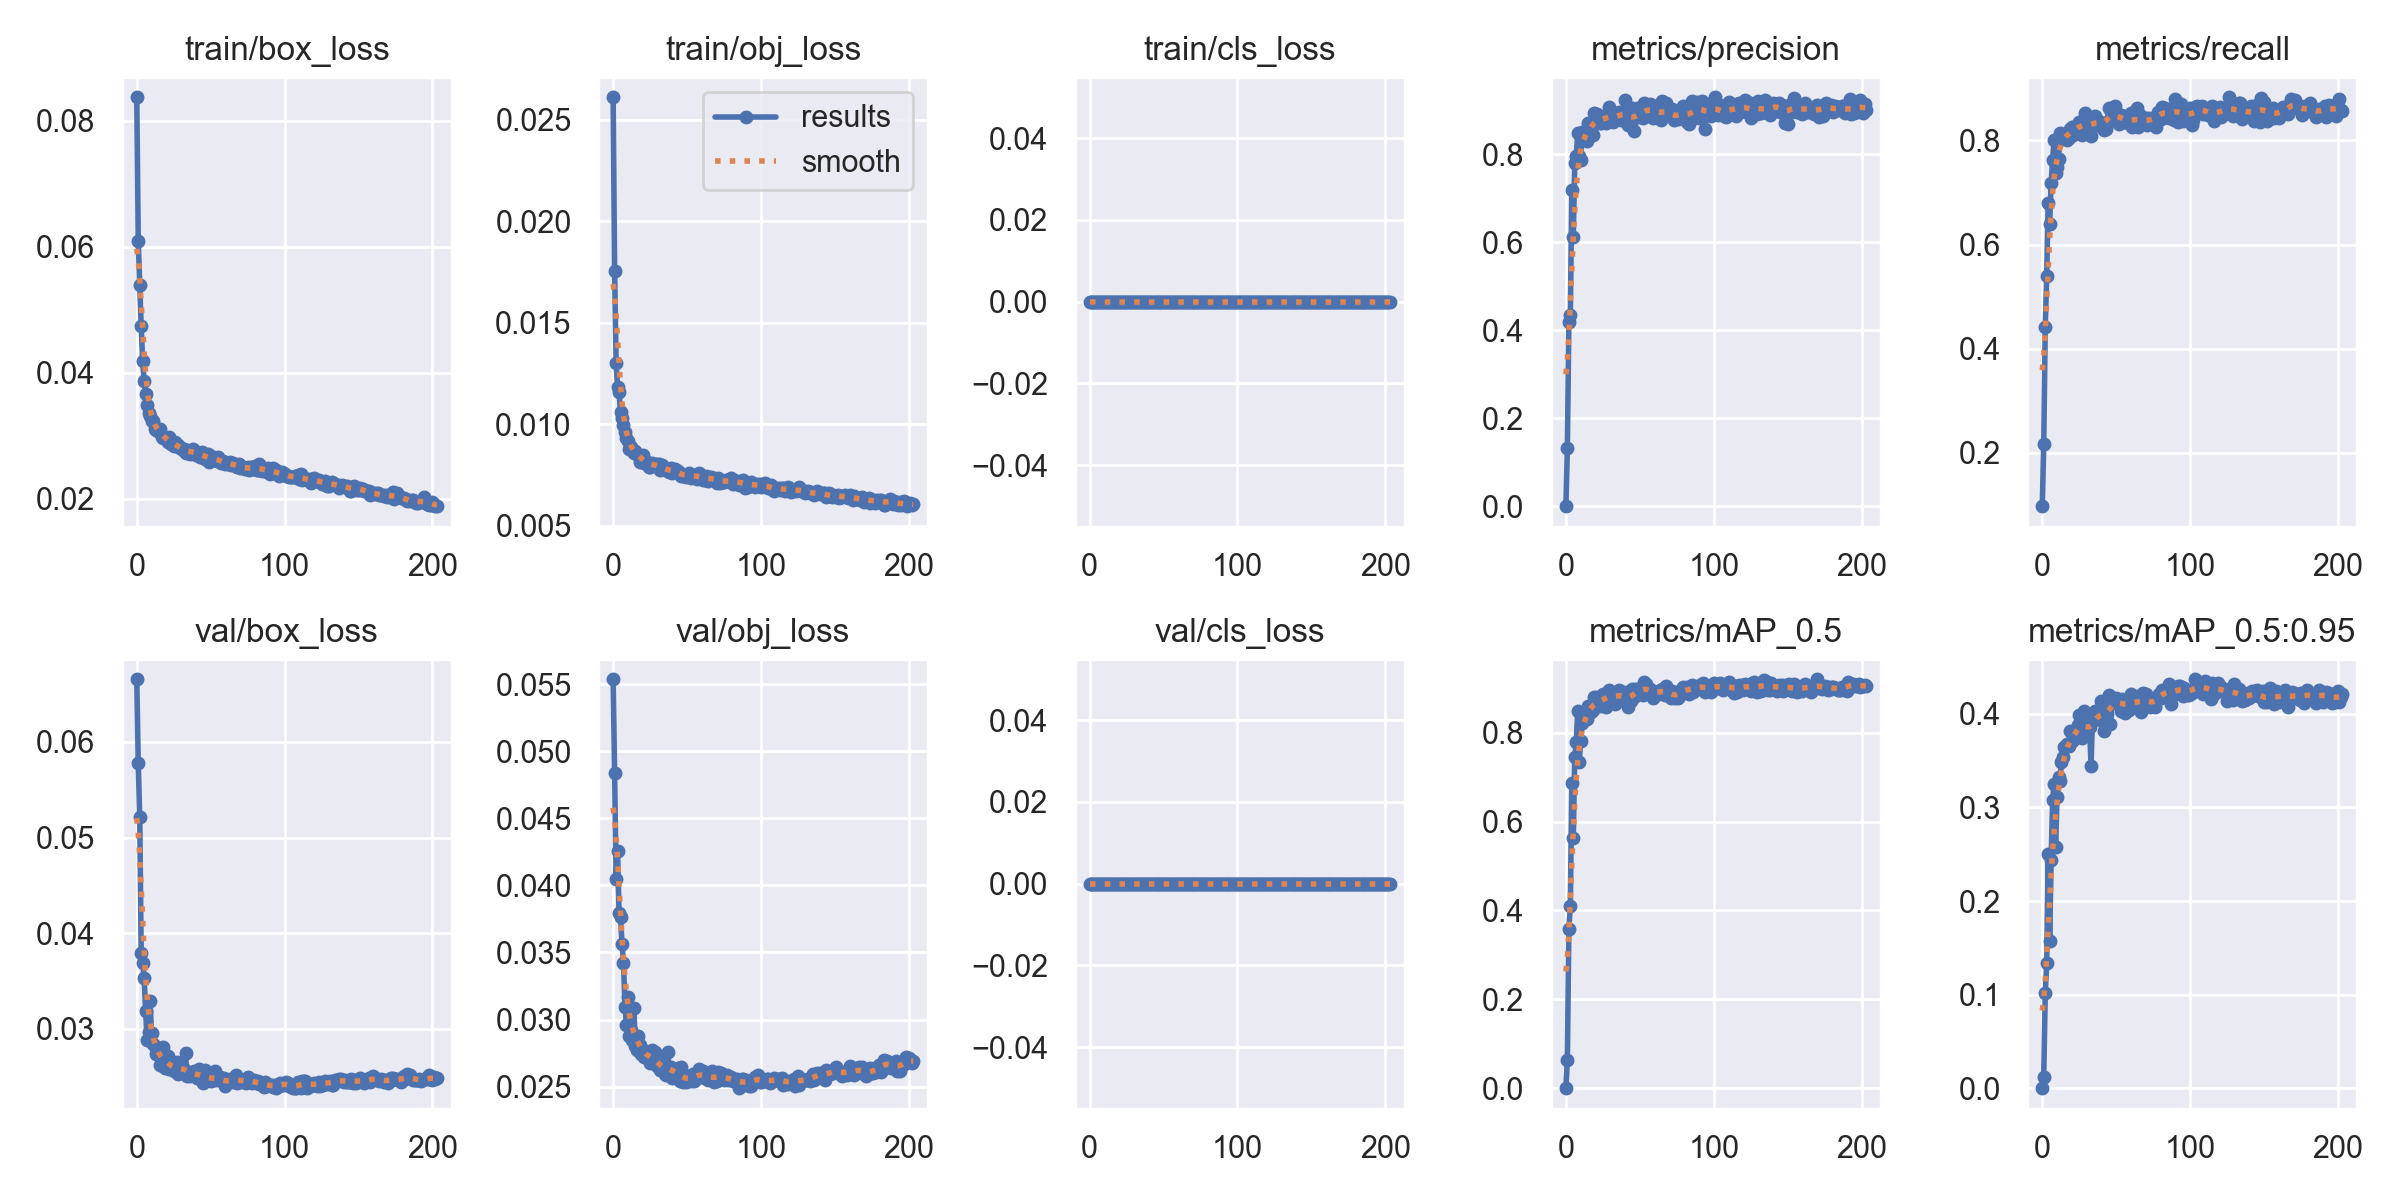 train/box_loss
0.08
0.06
0.04
0.02
0 100 200
train/obj_loss
results
smooth
0.025
0.020
0.015
0.010
0.005
0 100 200
train/cls_loss
0.04
0.02
0.00
−0.02
−0.04
0 100 200
metrics/precision
0.8
0.6
0.4
0.2
0.0
0 100 200
metrics/recall
0.8
0.6
0.4
0.2
0 100 200
val/box_loss
0.06
0.05
0.04
0.03
0 100 200
val/obj_loss
0.055
0.050
0.045
0.040
0.035
0.030
0.025
0 100 200
val/cls_loss
0.04
0.02
0.00
−0.02
−0.04
0 100 200
metrics/mAP_0.5
0.8
0.6
0.4
0.2
0.0
0 100 200
metrics/mAP_0.5:0.95
0.4
0.3
0.2
0.1
0.0
0 100 200